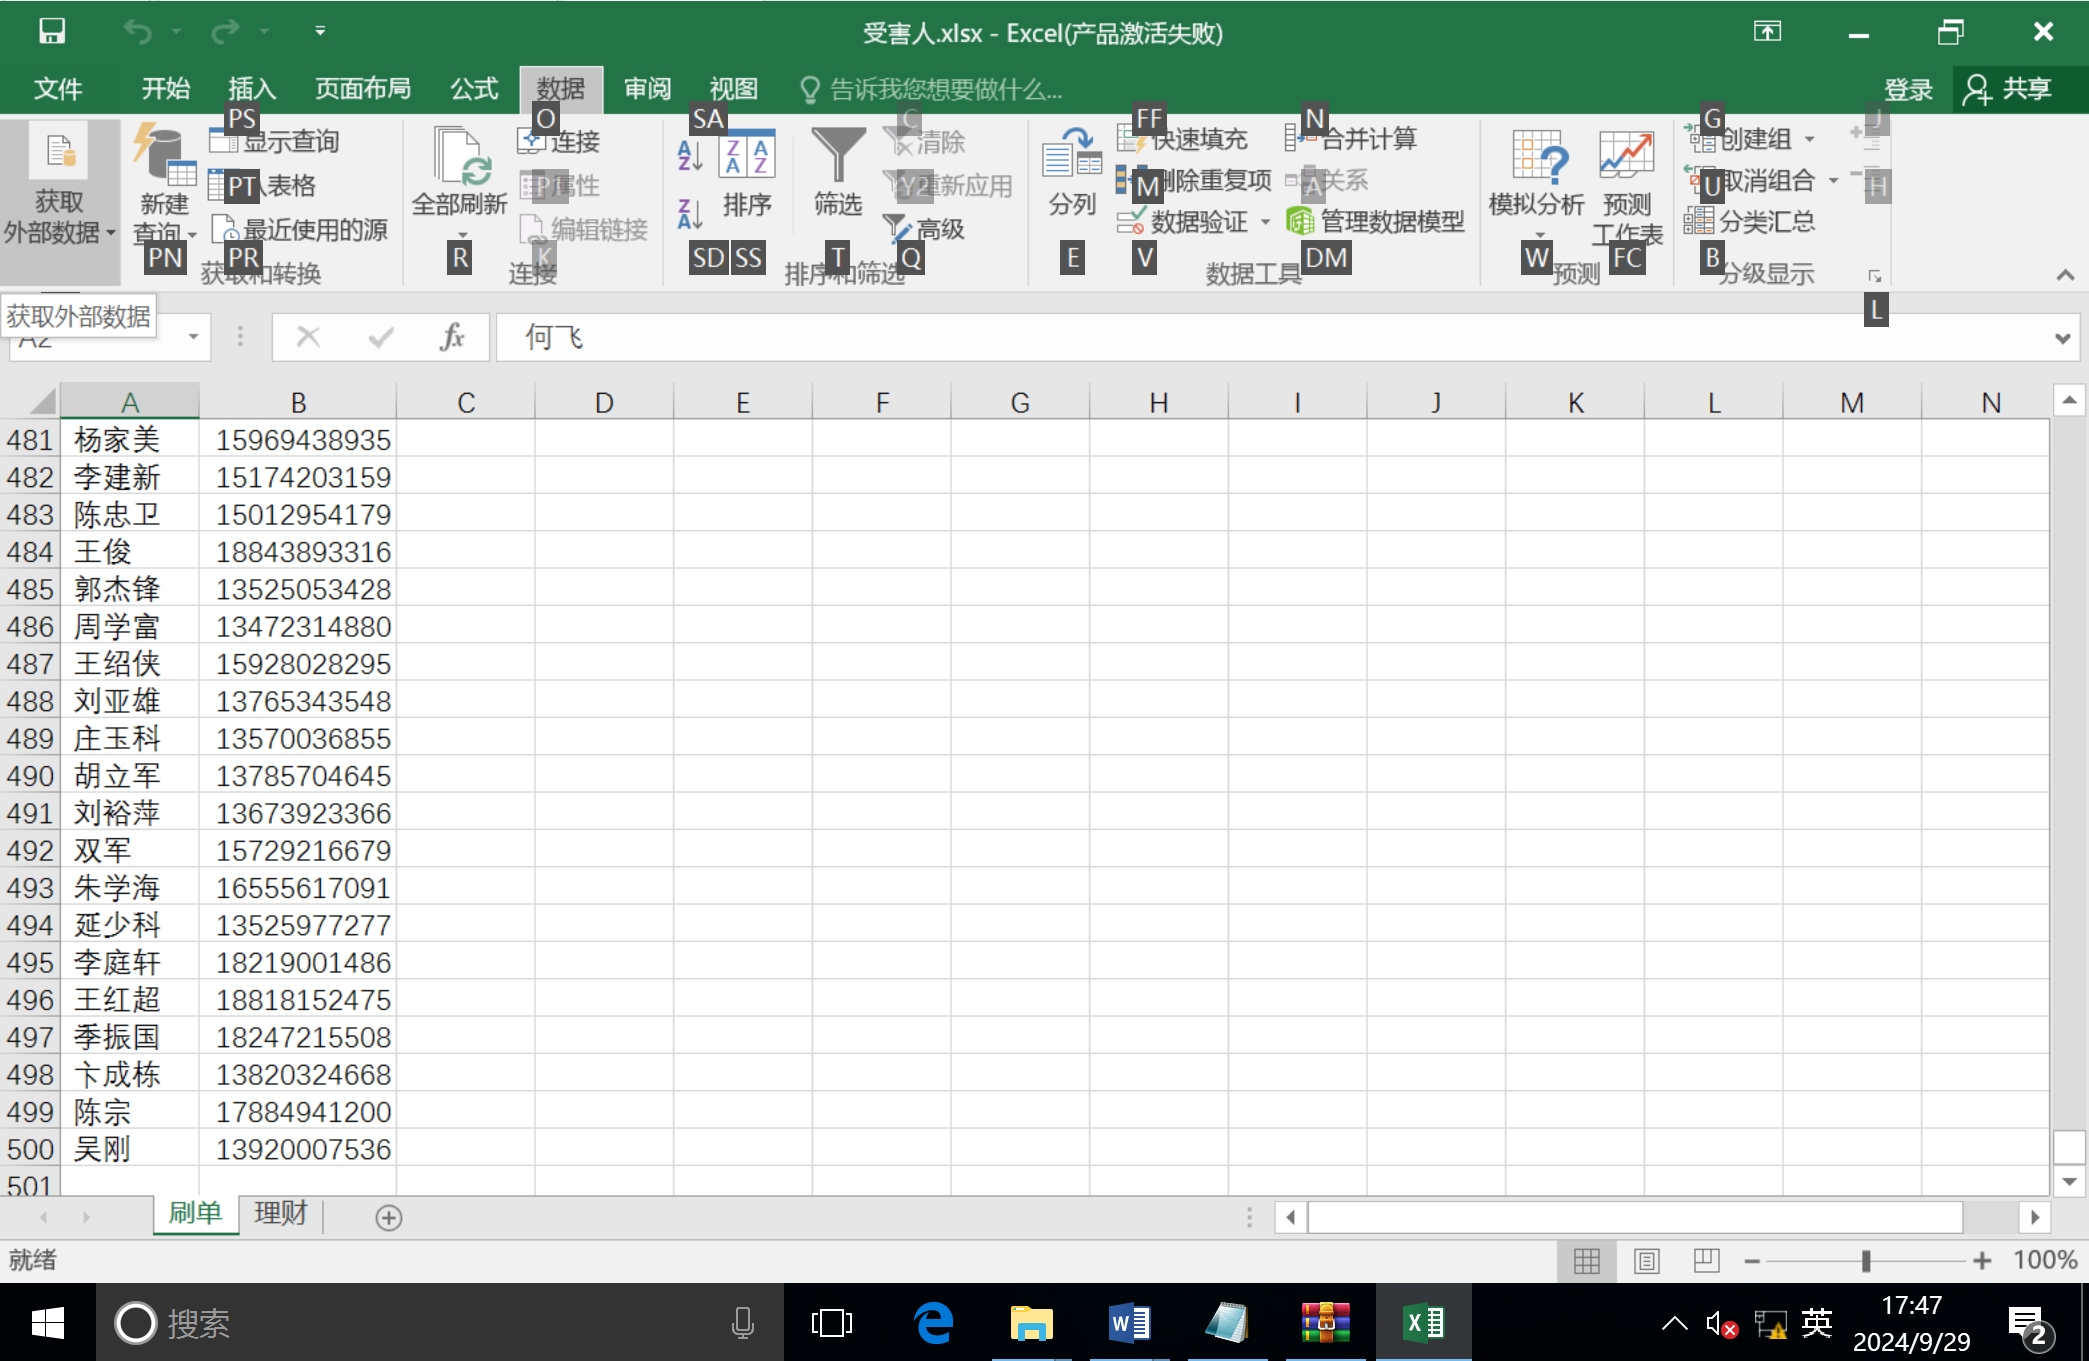 受害人.xlsx - Excel(产品激活失败)
文件 开始 插入 页面布局 公式 数据 审阅 视图 告诉我您想要做什么... 登录 共享
获取
外部数据
新建
查询
显示查询
表格
最近使用的源
PS
PT
PN PR
获取和转换
全部刷新
连接
属性
编辑链接
O
P
R K
连接
SA
排序
SD SS
筛选
清除
重新应用
高级
C
Y2
T Q
排序和筛选
分列
快速填充
删除重复项
数据验证
合并计算
关系
管理数据模型
FF
M
N
A
E V DM
数据工具
模拟分析
预测
工作表
W FC
预测
创建组
取消组合
分类汇总
G
U
B
J
H
分级显示
L
获取外部数据
A2 fx 何飞
A B C D E F G H I J K L M N
481 杨家美 15969438935
482 李建新 15174203159
483 陈忠卫 15012954179
484 王俊 18843893316
485 郭杰锋 13525053428
486 周学富 13472314880
487 王绍侠 15928028295
488 刘亚雄 13765343548
489 庄玉科 13570036855
490 胡立军 13785704645
491 刘裕萍 13673923366
492 双军 15729216679
493 朱学海 16555617091
494 延少科 13525977277
495 李庭轩 18219001486
496 王红超 18818152475
497 季振国 18247215508
498 卞成栋 13820324668
499 陈宗 17884941200
500 吴刚 13920007536
501
刷单 理财
就绪 100%
搜索 英 17:47
2024/9/29 2